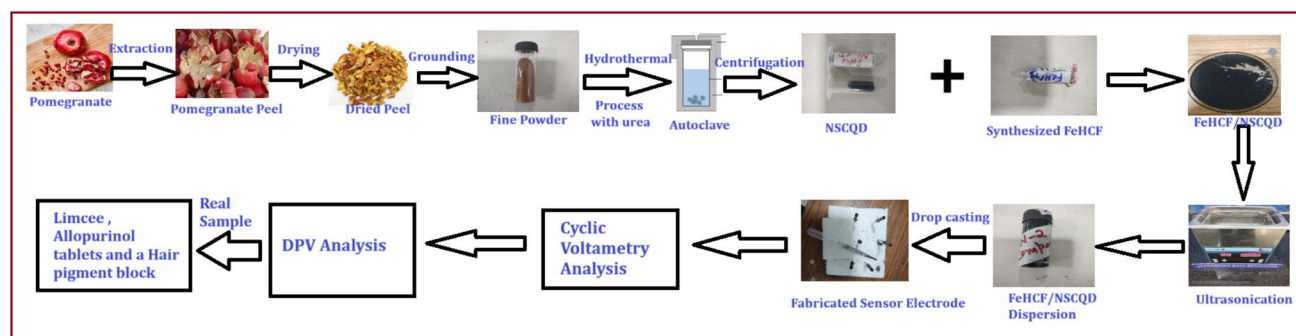 Extraction
Drying
Grounding
Hydrothermal
Centrifugation
Process
with urea
Pomegranate
Pomegranate Peel
Dried Peel
Fine Powder
Autoclave
NSCQD
Synthesized FeHCF
FeHCF/NSCQD
Limcee ,
Allopurinol
tablets and a Hair
pigment block
Real
Sample
DPV Analysis
Cyclic
Voltametry
Analysis
Drop casting
Fabricated Sensor Electrode
FeHCF/NSCQD
Dispersion
Ultrasonication